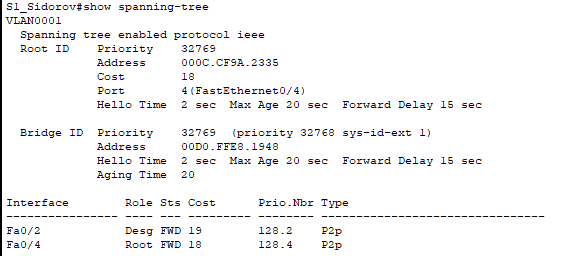 S1_Sidorov#show spanning-tree
VLAN0001
Spanning tree enabled protocol ieee
Root ID Priority 32769
Address 000C.CF9A.2335
Cost 18
Port 4(FastEthernet0/4)
Hello Time 2 sec Max Age 20 sec Forward Delay 15 sec
Bridge ID Priority 32769 (priority 32768 sys-id-ext 1)
Address 00D0.FFE8.1948
Hello Time 2 sec Max Age 20 sec Forward Delay 15 sec
Aging Time 20
Interface Role Sts Cost Prio.Nbr Type
---------------- ---- --- --------- -------- --------------------------------
Fa0/2 Desg FWD 19 128.2 P2p
Fa0/4 Root FWD 18 128.4 P2p